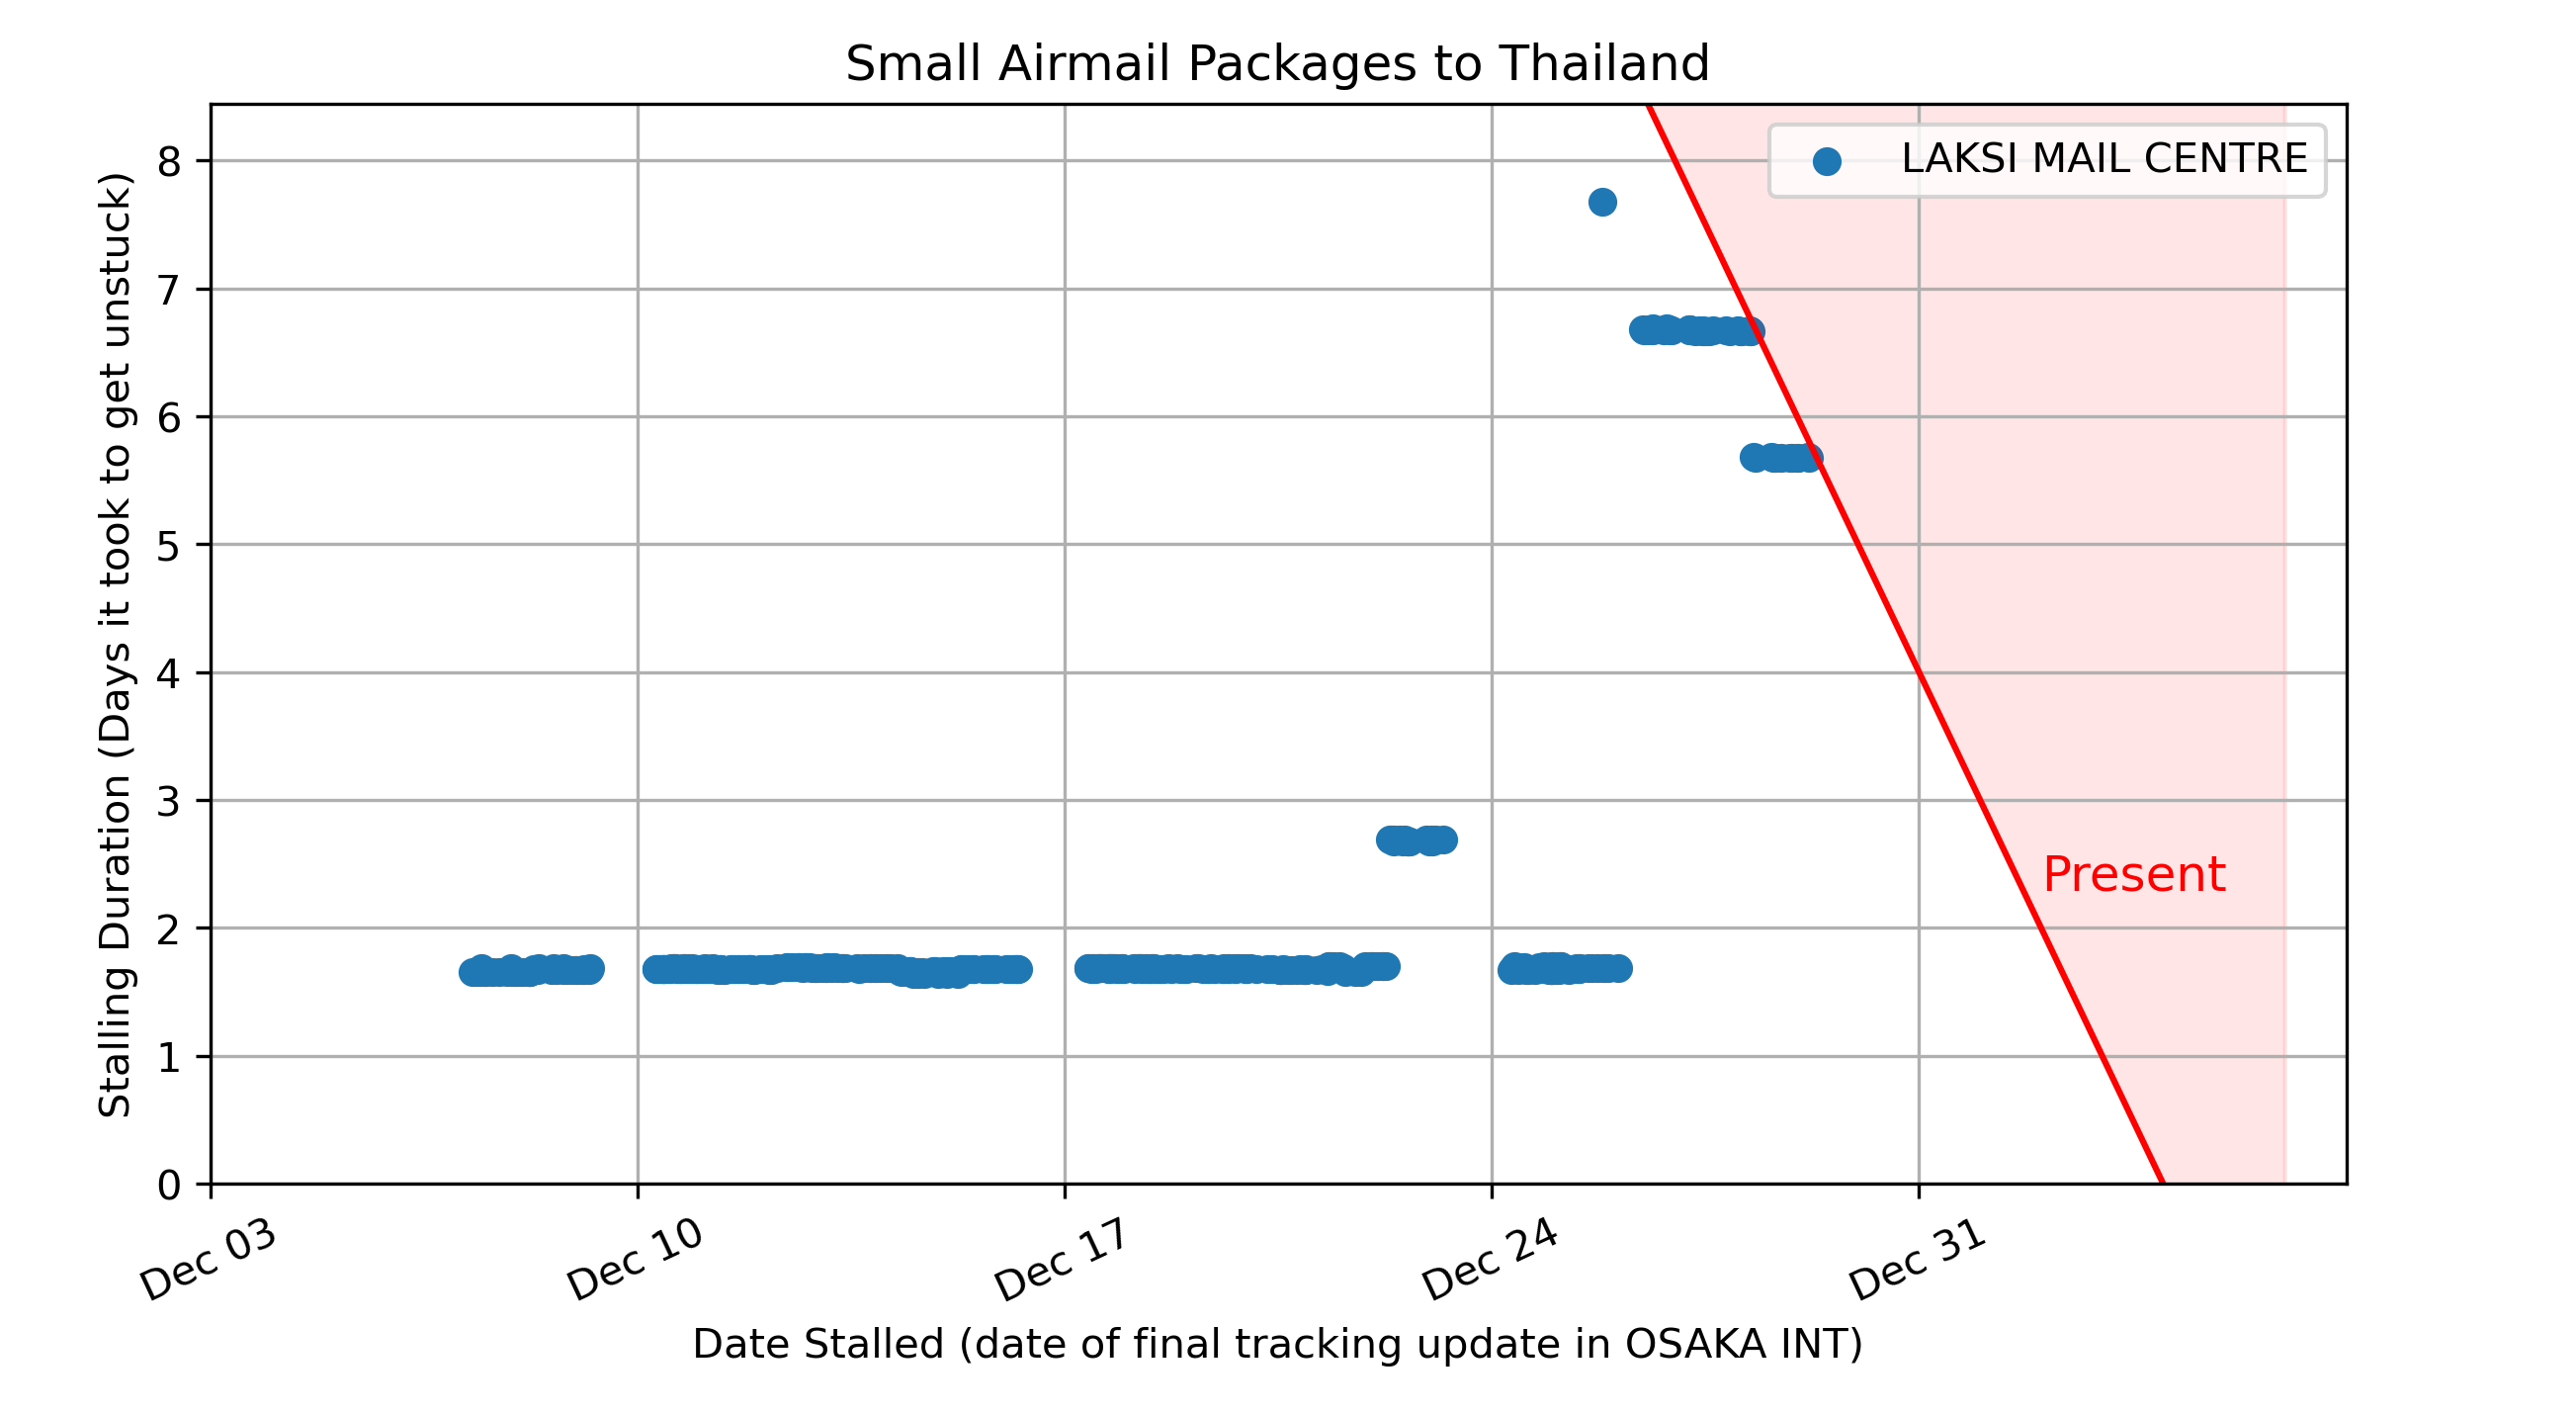 Small Airmail Packages to Thailand
LAKSI MAIL CENTRE
Stalling Duration (Days it took to get unstuck)
8
7
6
5
4
3
2
1
0
Present
Dec 03
Dec 10
Dec 17
Dec 24
Dec 31
Date Stalled (date of final tracking update in OSAKA INT)